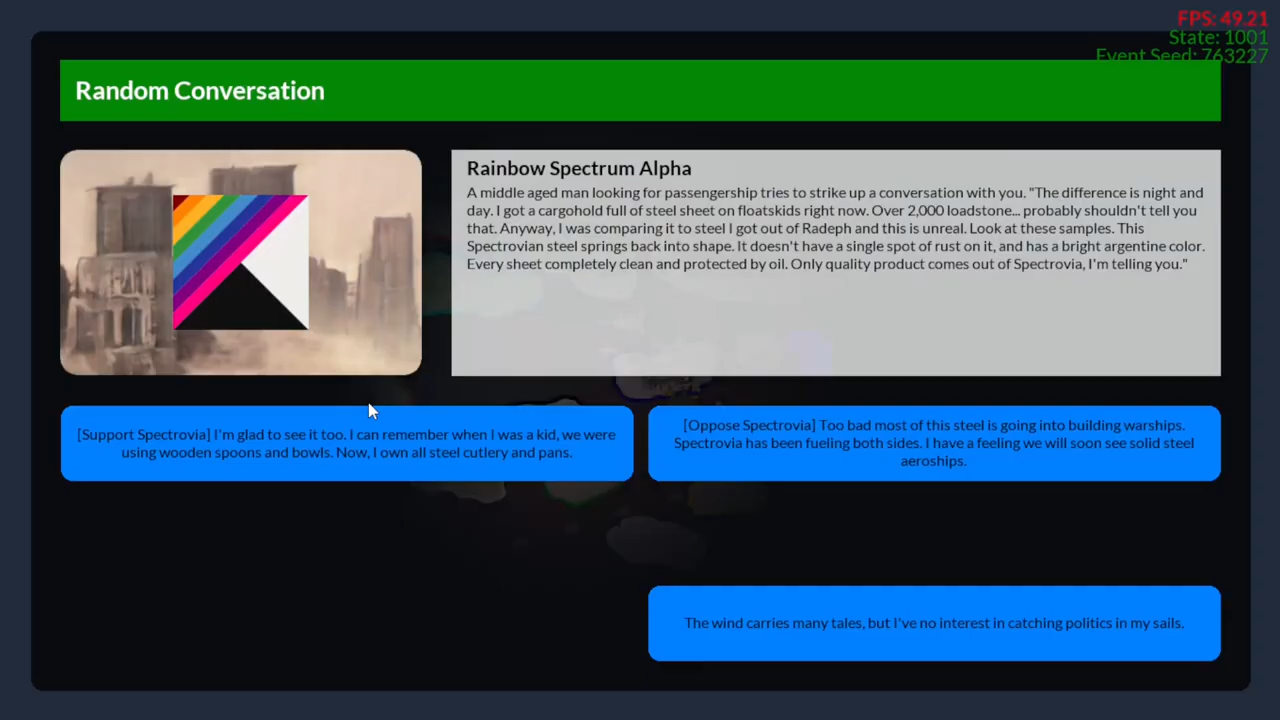 FPS: 49.21
State: 1001
Event Seed: 763227
Random Conversation
Rainbow Spectrum Alpha
A middle aged man looking for passengership tries to strike up a conversation with you. "The difference is night and
day. I got a cargohold full of steel sheet on floatskids right now. Over 2,000 loadstone... probably shouldn't tell you
that. Anyway, I was comparing it to steel I got out of Radeph and this is unreal. Look at these samples. This
Spectrovian steel springs back into shape. It doesn't have a single spot of rust on it, and has a bright argentine color.
Every sheet completely clean and protected by oil. Only quality product comes out of Spectrovia, I'm telling you."
[Support Spectrovia] I'm glad to see it too. I can remember when I was a kid, we were
using wooden spoons and bowls. Now, I own all steel cutlery and pans.
[Oppose Spectrovia] Too bad most of this steel is going into building warships.
Spectrovia has been fueling both sides. I have a feeling we will soon see solid steel
aeroships.
The wind carries many tales, but I've no interest in catching politics in my sails.